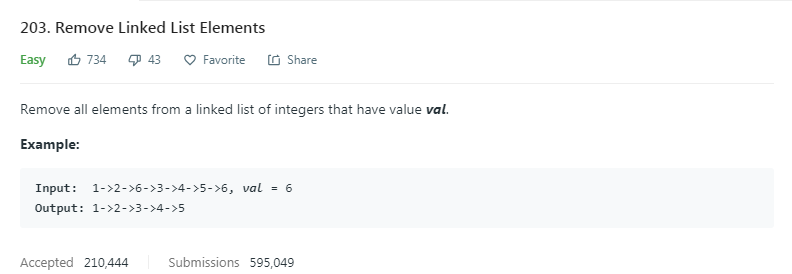 203. Remove Linked List Elements
Easy 734 43 Favorite Share
Remove all elements from a linked list of integers that have value val.
Example:
Input: 1->2->6->3->4->5->6, val = 6
Output: 1->2->3->4->5
Accepted 210,444 Submissions 595,049